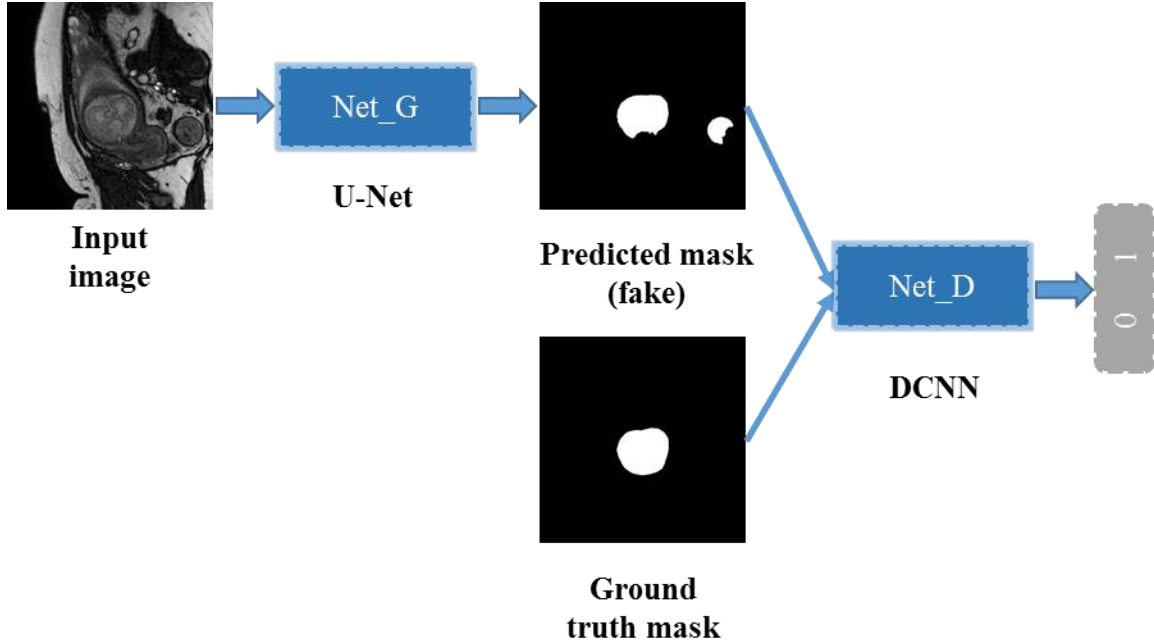 Net_G
U-Net
Input
image
Predicted mask
(fake)
Net_D
DCNN
0 1
Ground
truth mask